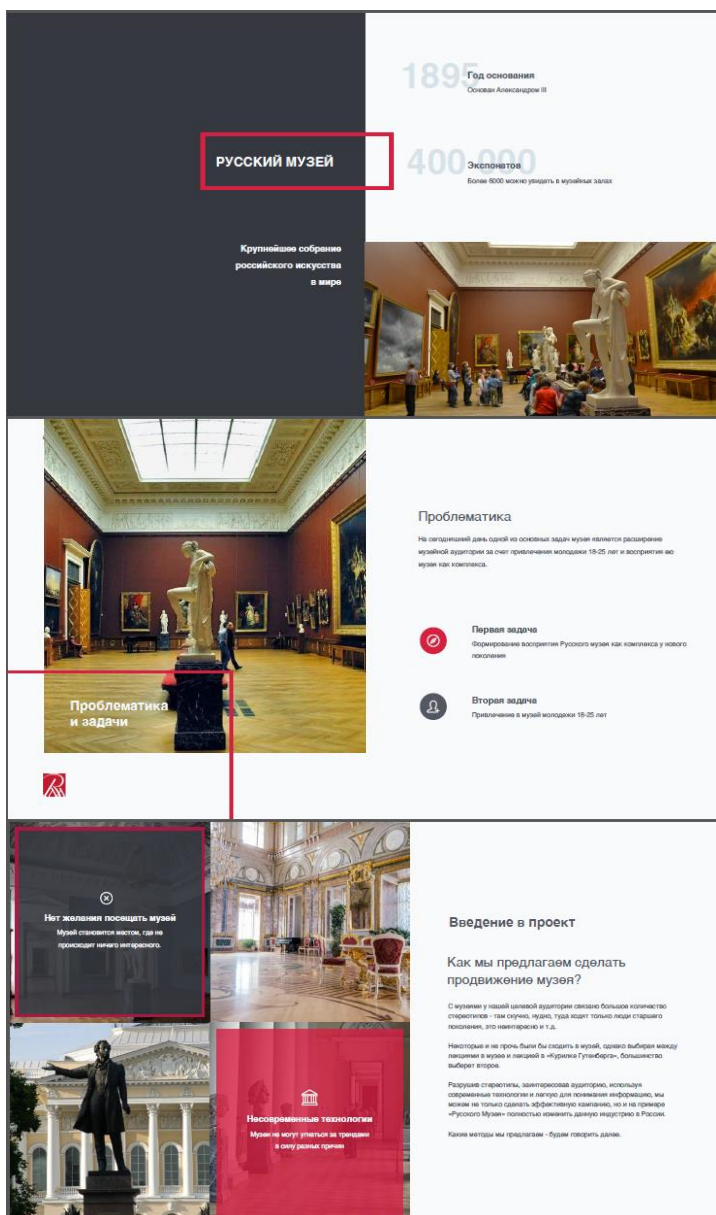 1895
Год основания
Основан Александром III
РУССКИЙ МУЗЕЙ
400 000
Экспонатов
Более 6000 можно увидеть в музейных залах
Крупнейшее собрание
российского искусства
в мире
Проблематика
и задачи
Проблематика
На сегодняшний день одной из основных задач музея является расширение
музейной аудитории за счет привлечения молодежи 18-25 лет и восприятия ею
музея как комплекса.
Первая задача
Формирование восприятия Русского музея как комплекса у нового
поколения
Вторая задача
Привлечение в музей молодежи 18-25 лет
Нет желания посещать музей
Музей становится местом, где не
происходит ничего интересного.
Несовременные технологии
Музеи не могут угнаться за трендами
в силу разных причин
Введение в проект
Как мы предлагаем сделать
продвижение музея?
С музеями у нашей целевой аудитории связано большое количество
стереотипов - там скучно, нудно, туда ходят только люди старшего
поколения, это неинтересно и т.д.
Некоторые и не прочь были бы сходить в музей, однако выбирая между
лекциями в музее и лекцией в «Курилке Гутенберга», большинство
выберет второе.
Разрушив стереотипы, заинтересовав аудиторию, используя
современные технологии и легкую для понимания информацию, мы
можем не только сделать эффективную кампанию, но и на примере
«Русского Музея» полностью изменить данную индустрию в России.
Какие методы мы предлагаем - будем говорить далее.